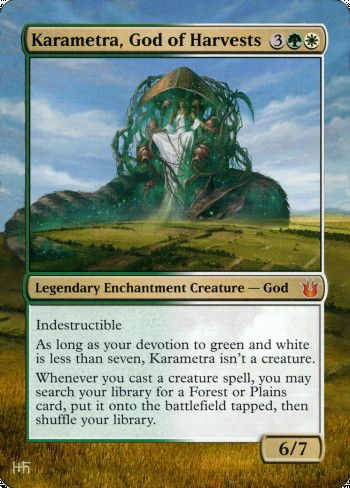 Karametra, God of Harvests 3
Legendary Enchantment Creature — God
Indestructible
As long as your devotion to green and white
is less than seven, Karametra isn't a creature.
Whenever you cast a creature spell, you may
search your library for a Forest or Plains
card, put it onto the battlefield tapped, then
shuffle your library.
6/7